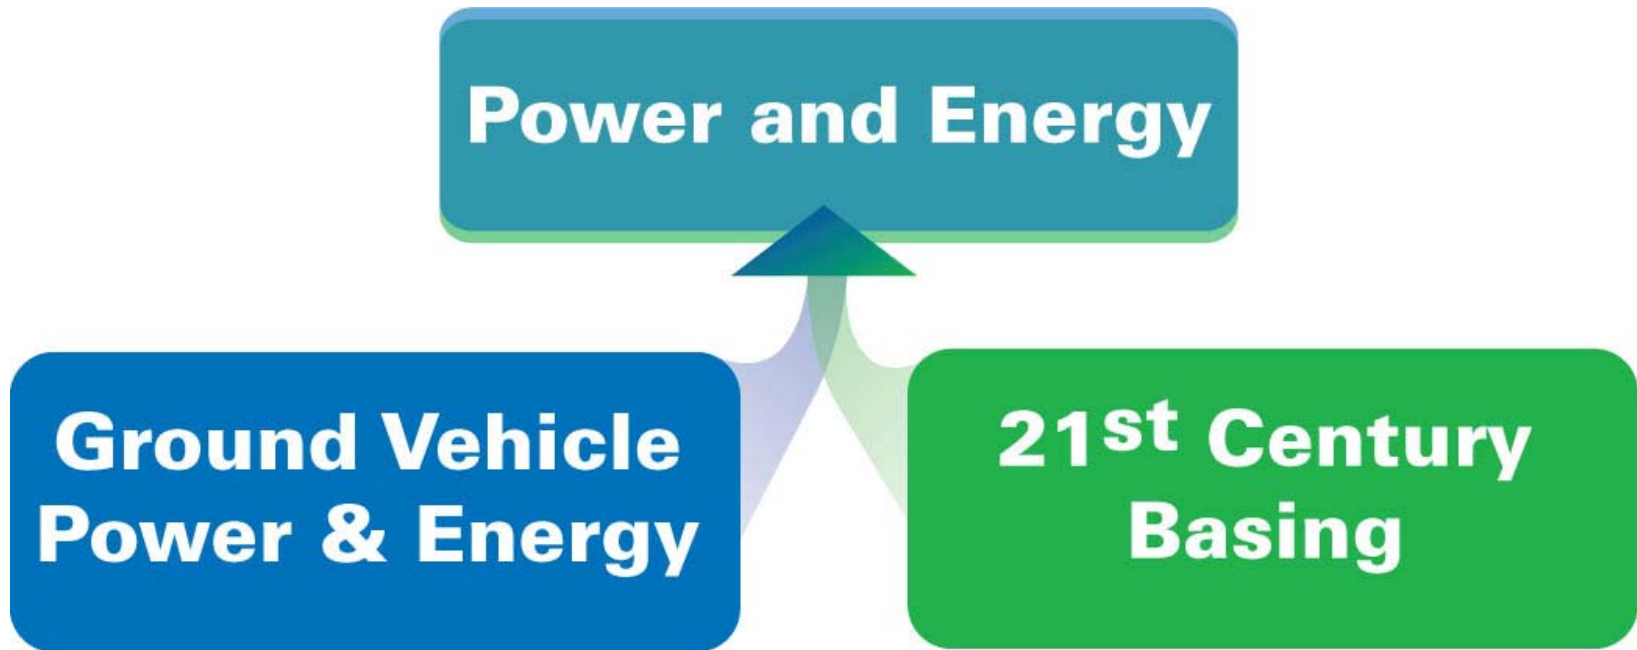 Power and Energy
Ground Vehicle
Power & Energy
21st Century
Basing